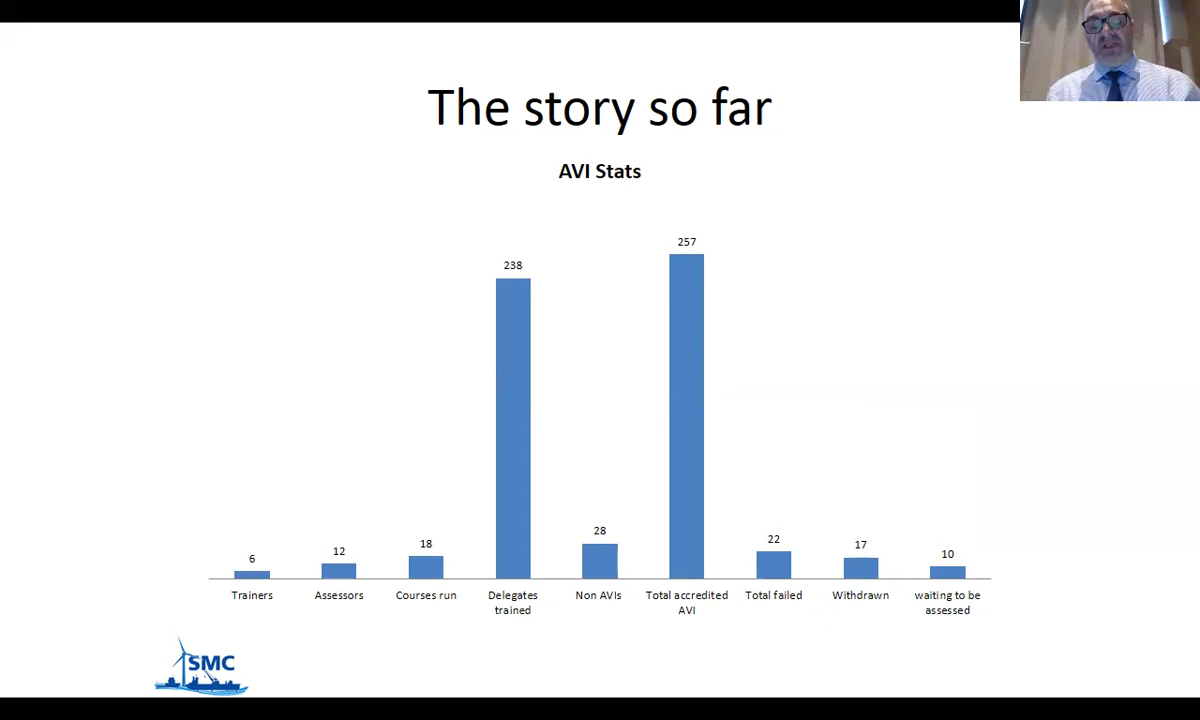 The story so far
AVI Stats
257
238
28
22
18
17
12
10
6
Trainers
Assessors
Courses run
Delegates
trained
Non AVIs
Total accredited
AVI
Total failed
Withdrawn
waiting to be
assessed
SMC